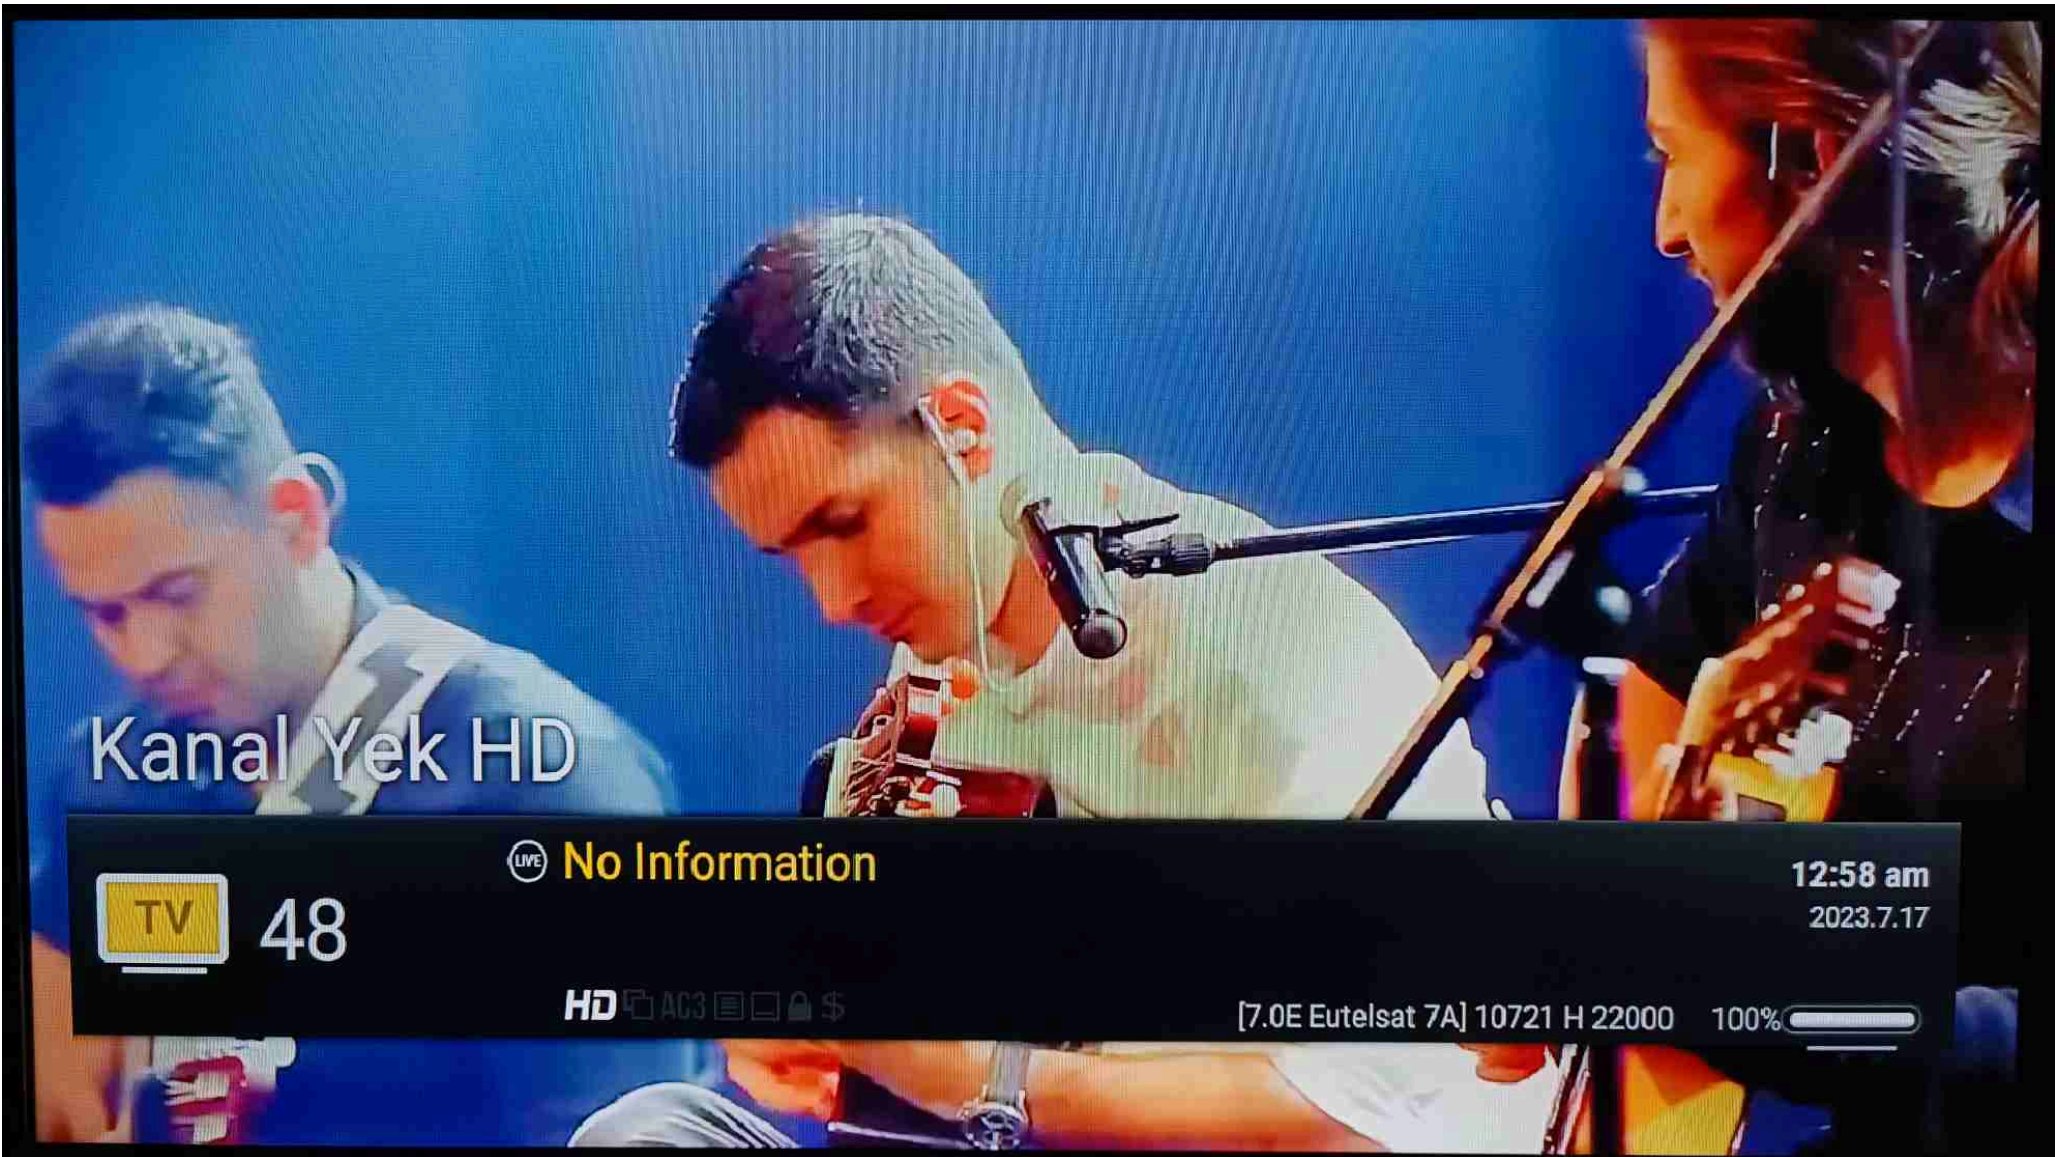 Kanal Yek HD
LIVE No Information
TV 48
12:58 am
2023.7.17
HD AC3 $
[7.0E Eutelsat 7A] 10721 H 22000 100%